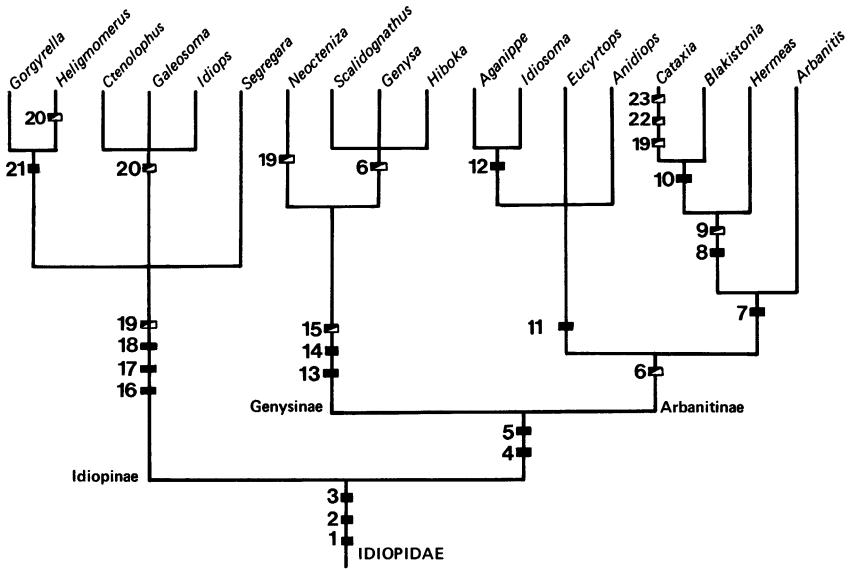 Gorgyrella
Heligmomerus
Ctenolophus
Galeosoma
Idiops
Segregara
Neocteniza
Scalidognathus
Genysa
Hiboka
Aganippe
Idiosoma
Eucyrtops
Anidiops
Cataxia
Blakistonia
Hermeas
Arbanitis
23
20
22
19
19
21
20
6
12
10
9
8
7
19
15
11
18
14
17
13
6
16
Genysinae
Arbanitinae
5
4
Idiopinae
3
2
1
IDIOPIDAE